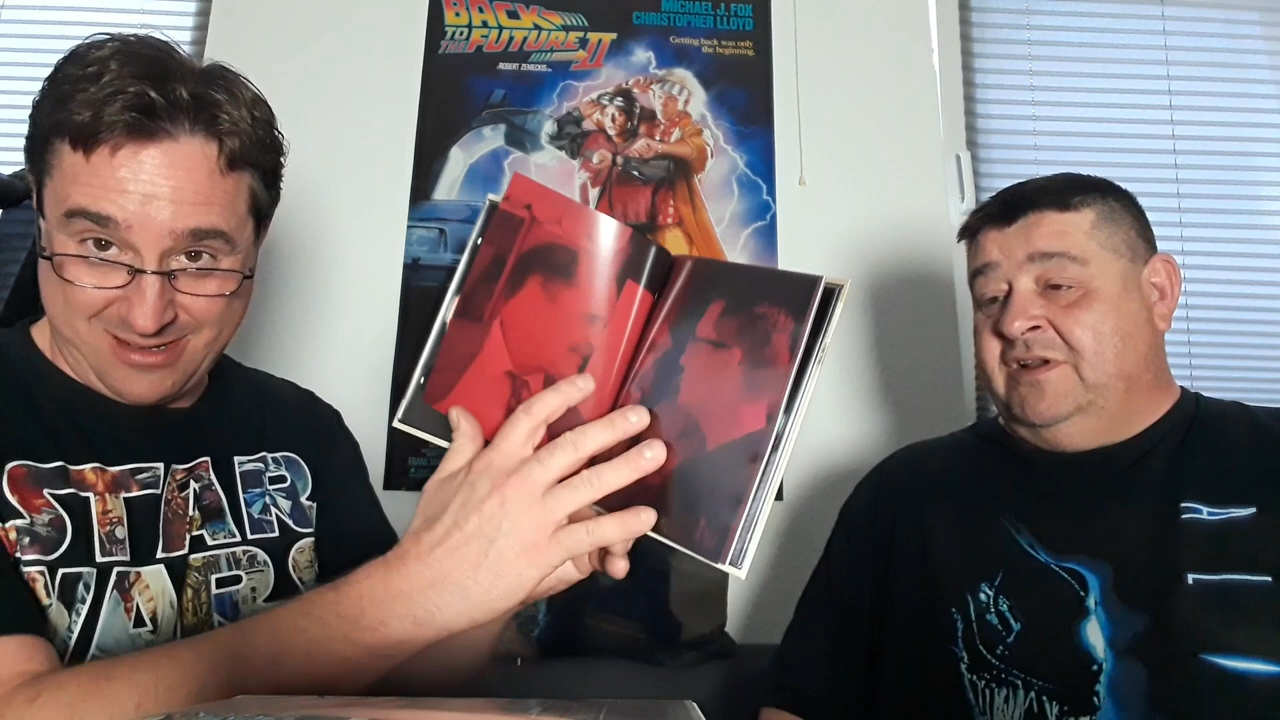 BACK
TO
THE FUTURE II
ROBERT ZEMECKIS
MICHAEL J. FOX
CHRISTOPHER LLOYD
Getting back was only
the beginning.
STAR
WARS